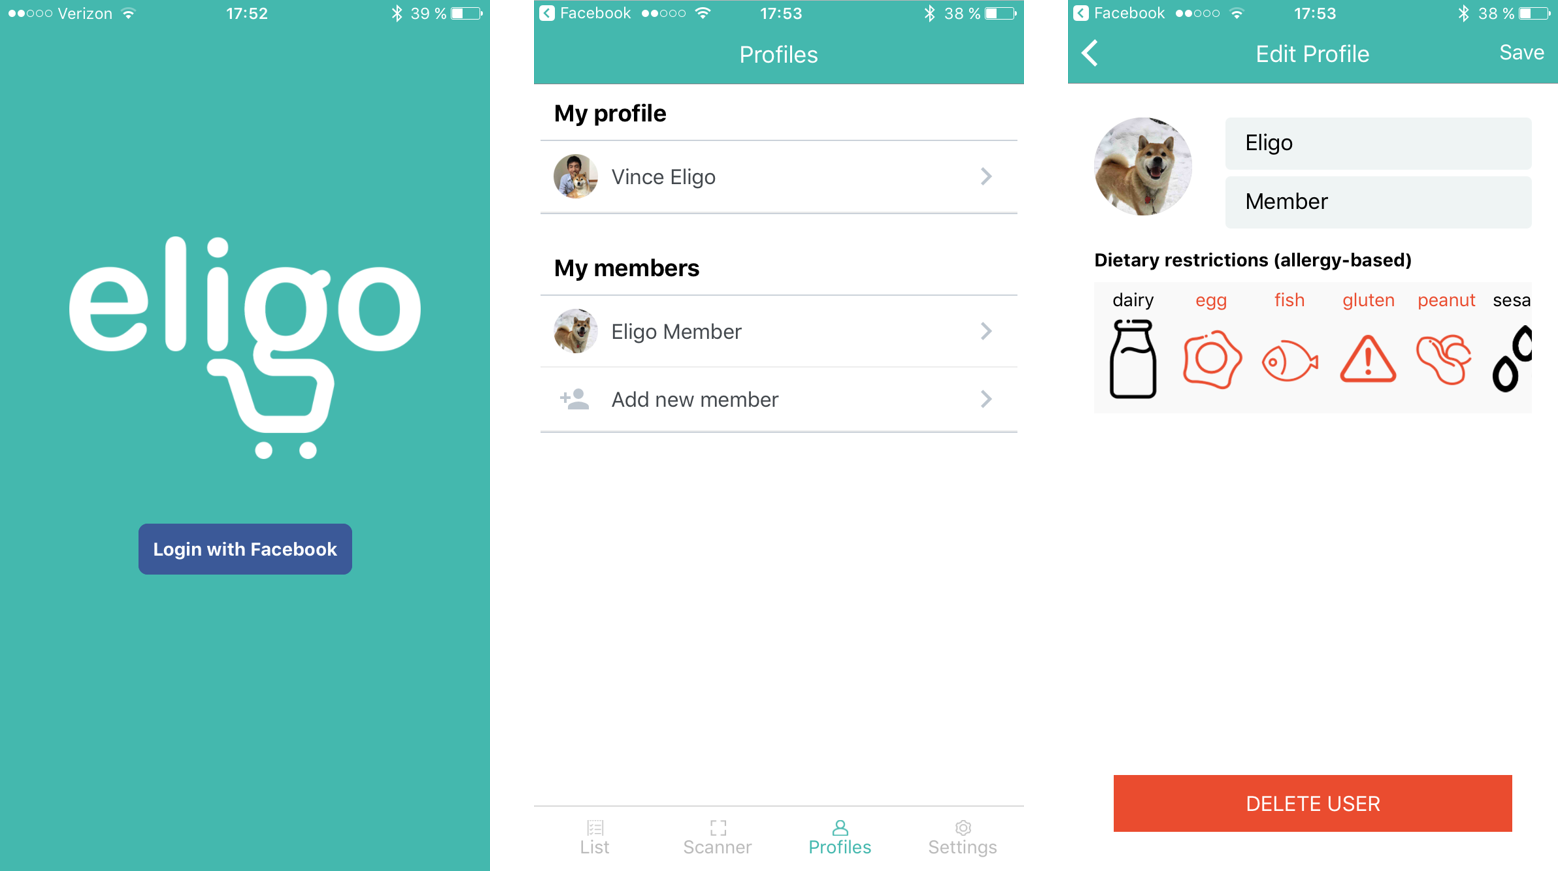 Verizon 17:52 39 %
eligo
Login with Facebook
Facebook 17:53 38 %
Profiles
My profile
Vince Eligo
My members
Eligo Member
Add new member
List Scanner Profiles Settings
Facebook 17:53 38 %
Edit Profile Save
Eligo
Member
Dietary restrictions (allergy-based)
dairy egg fish gluten peanut sesa
DELETE USER